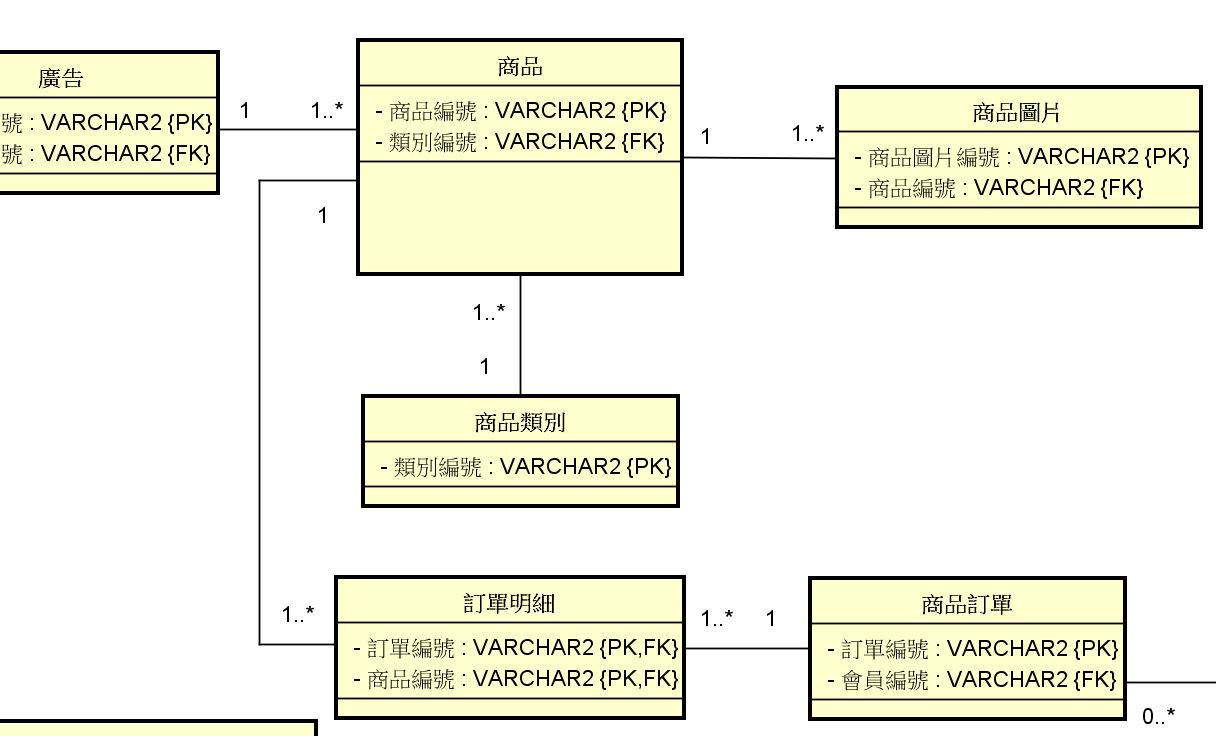 廣告
號 : VARCHAR2 {PK}
號 : VARCHAR2 {FK}
1
1..*
商品
- 商品編號 : VARCHAR2 {PK}
- 類別編號 : VARCHAR2 {FK}
1
1..*
商品圖片
- 商品圖片編號 : VARCHAR2 {PK}
- 商品編號 : VARCHAR2 {FK}
1
1..*
1
商品類別
- 類別編號 : VARCHAR2 {PK}
1..*
訂單明細
- 訂單編號 : VARCHAR2 {PK,FK}
- 商品編號 : VARCHAR2 {PK,FK}
1..*
1
商品訂單
- 訂單編號 : VARCHAR2 {PK}
- 會員編號 : VARCHAR2 {FK}
0..*